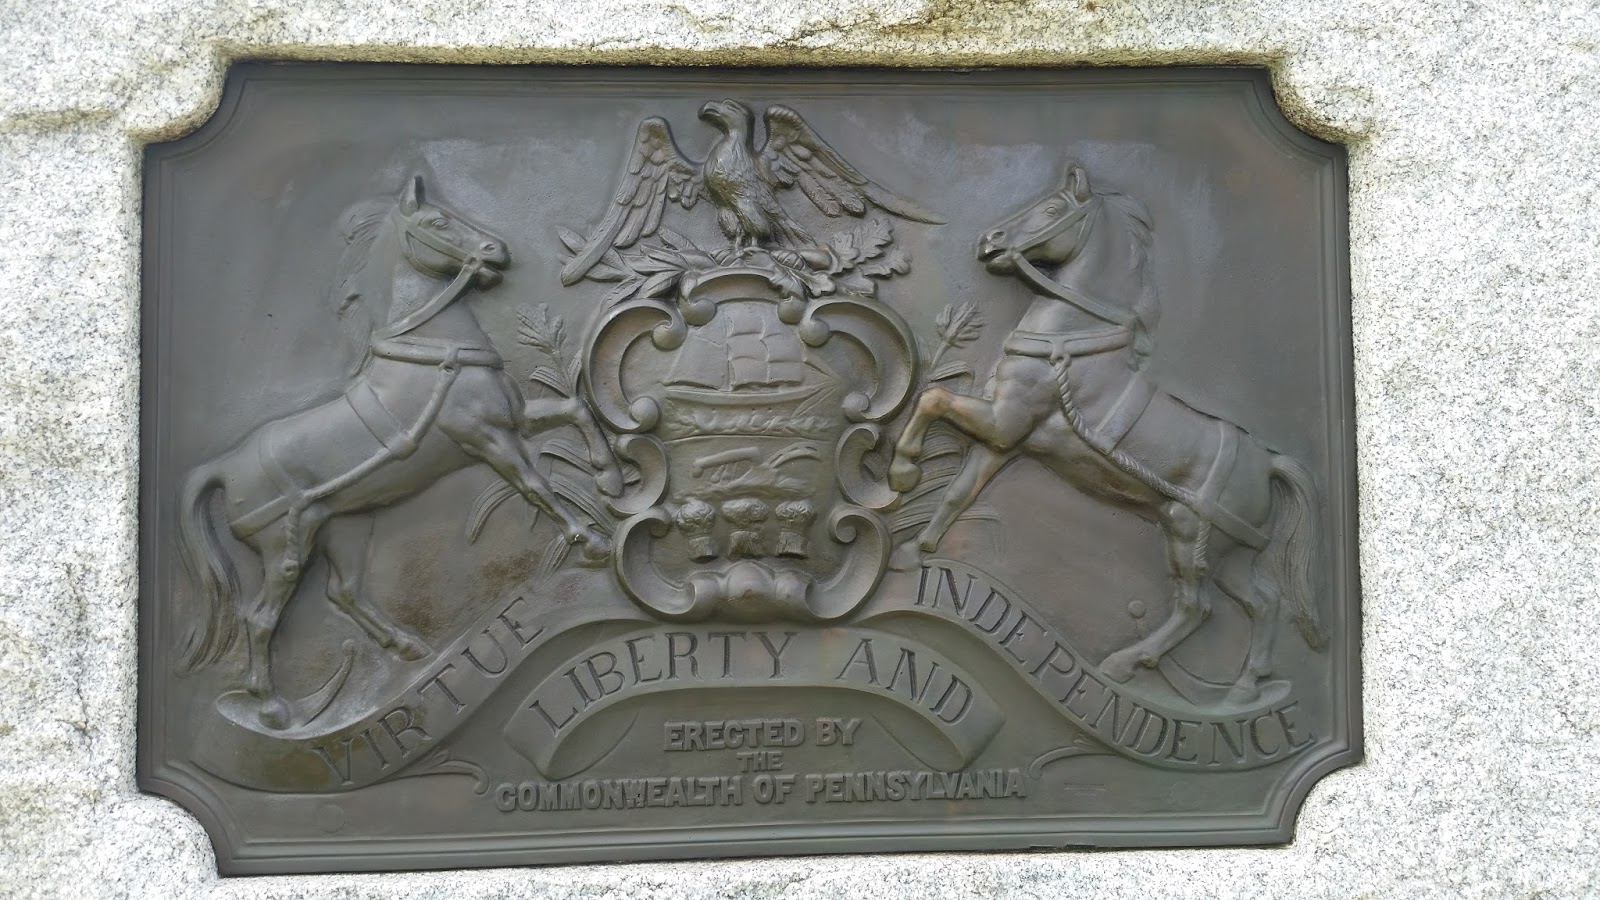 VIRTUE LIBERTY AND INDEPENDENCE
ERECTED BY
THE
COMMONWEALTH OF PENNSYLVANIA